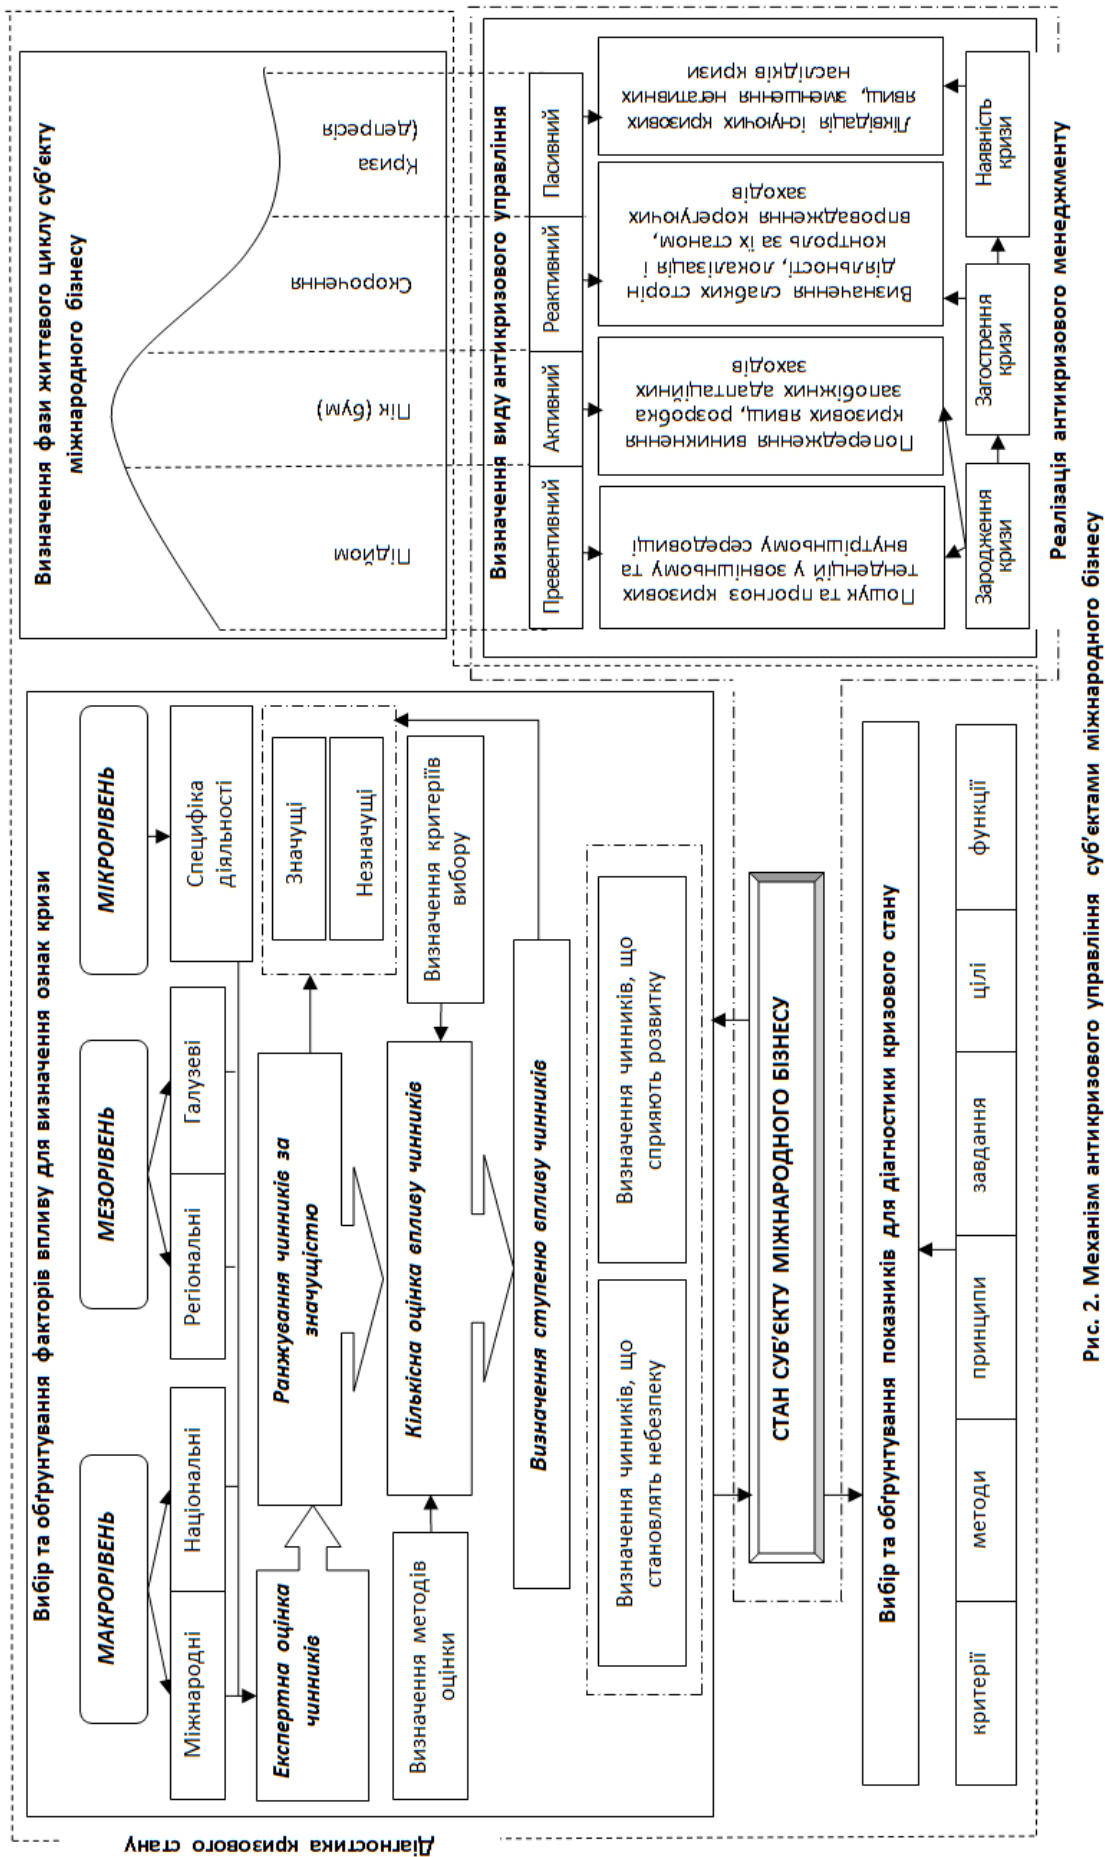 Вибір та обґрунтування факторів впливу для визначення ознак кризи
МАКРОРІВЕНЬ
МЕЗОРІВЕНЬ
МІКРОРІВЕНЬ
Міжнародні
Національні
Регіональні
Галузеві
Специфіка
діяльності
Експертна оцінка
чинників
Ранжування чинників за
значущістю
Значущі
Незначущі
Визначення методів
оцінки
Кількісна оцінка впливу чинників
Визначення критеріїв
вибору
Визначення ступеню впливу чинників
Визначення чинників, що
становлять небезпеку
Визначення чинників, що
сприяють розвитку
СТАН СУБ’ЄКТУ МІЖНАРОДНОГО БІЗНЕСУ
Вибір та обґрунтування показників для діагностики кризового стану
критерії
методи
принципи
завдання
цілі
функції
Діагностика кризового
стану
Визначення фази життєвого циклу суб’єкту
міжнародного бізнесу
Підйом
Пік (бум)
Скорочення
Криза
(депресія
Визначення виду антикризового управління
Превентивний
Активний
Реактивний
Пасивний
Пошук та прогноз кризових
тенденцій у зовнішньому та
внутрішньому середовищі
Попередження виникнення
кризових явищ, розробка
запобіжних адаптаційних
заходів
Визначення слабких сторін
діяльності, локалізація і
контроль за їх станом,
впровадження корегуючих
заходів
Ліквідація існуючих кризових
явищ, зменшення негативних
наслідків кризи
Зародження
кризи
Загострення
кризи
Наявність
кризи
Реалізація антикризового менеджменту
Рис. 2. Механізм антикризового управління суб’єктами міжнародного бізнесу